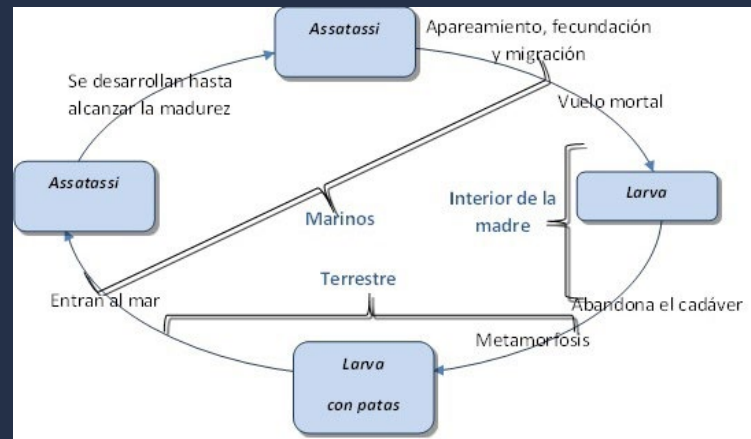 Assatassi
Apareamiento, fecundación
y migración
Se desarrollan hasta
alcanzar la madurez
Vuelo mortal
Assatassi
Marinos
Interior de la
madre
Larva
Terrestre
Entran al mar
Abandona el cadáver
Metamorfosis
Larva
con patas